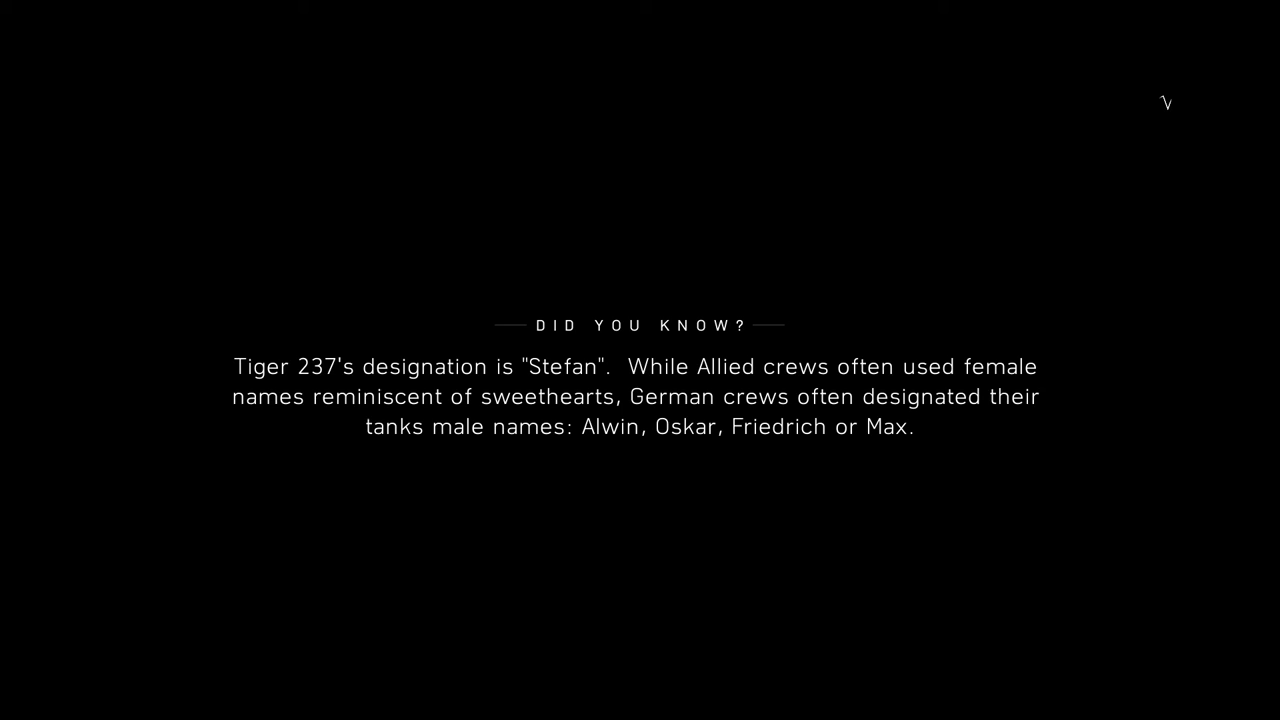 DID YOU KNOW?
Tiger 237's designation is "Stefan".  While Allied crews often used female
names reminiscent of sweethearts, German crews often designated their
tanks male names: Alwin, Oskar, Friedrich or Max.